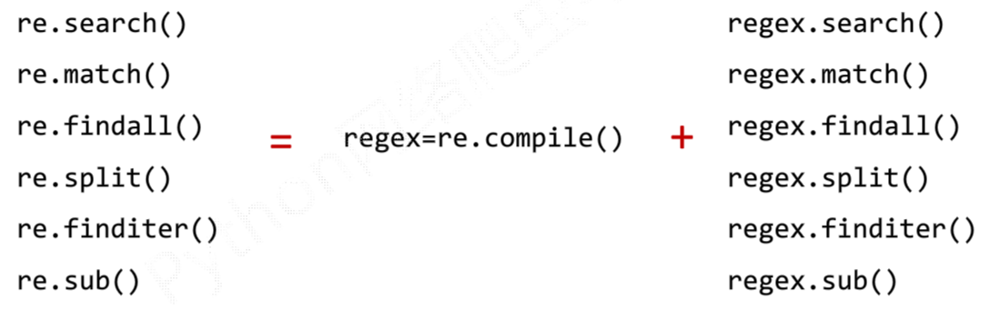 re.search()
re.match()
re.findall()
re.split()
re.finditer()
re.sub()
=
regex=re.compile()
+
regex.search()
regex.match()
regex.findall()
regex.split()
regex.finditer()
regex.sub()
Python网络爬虫